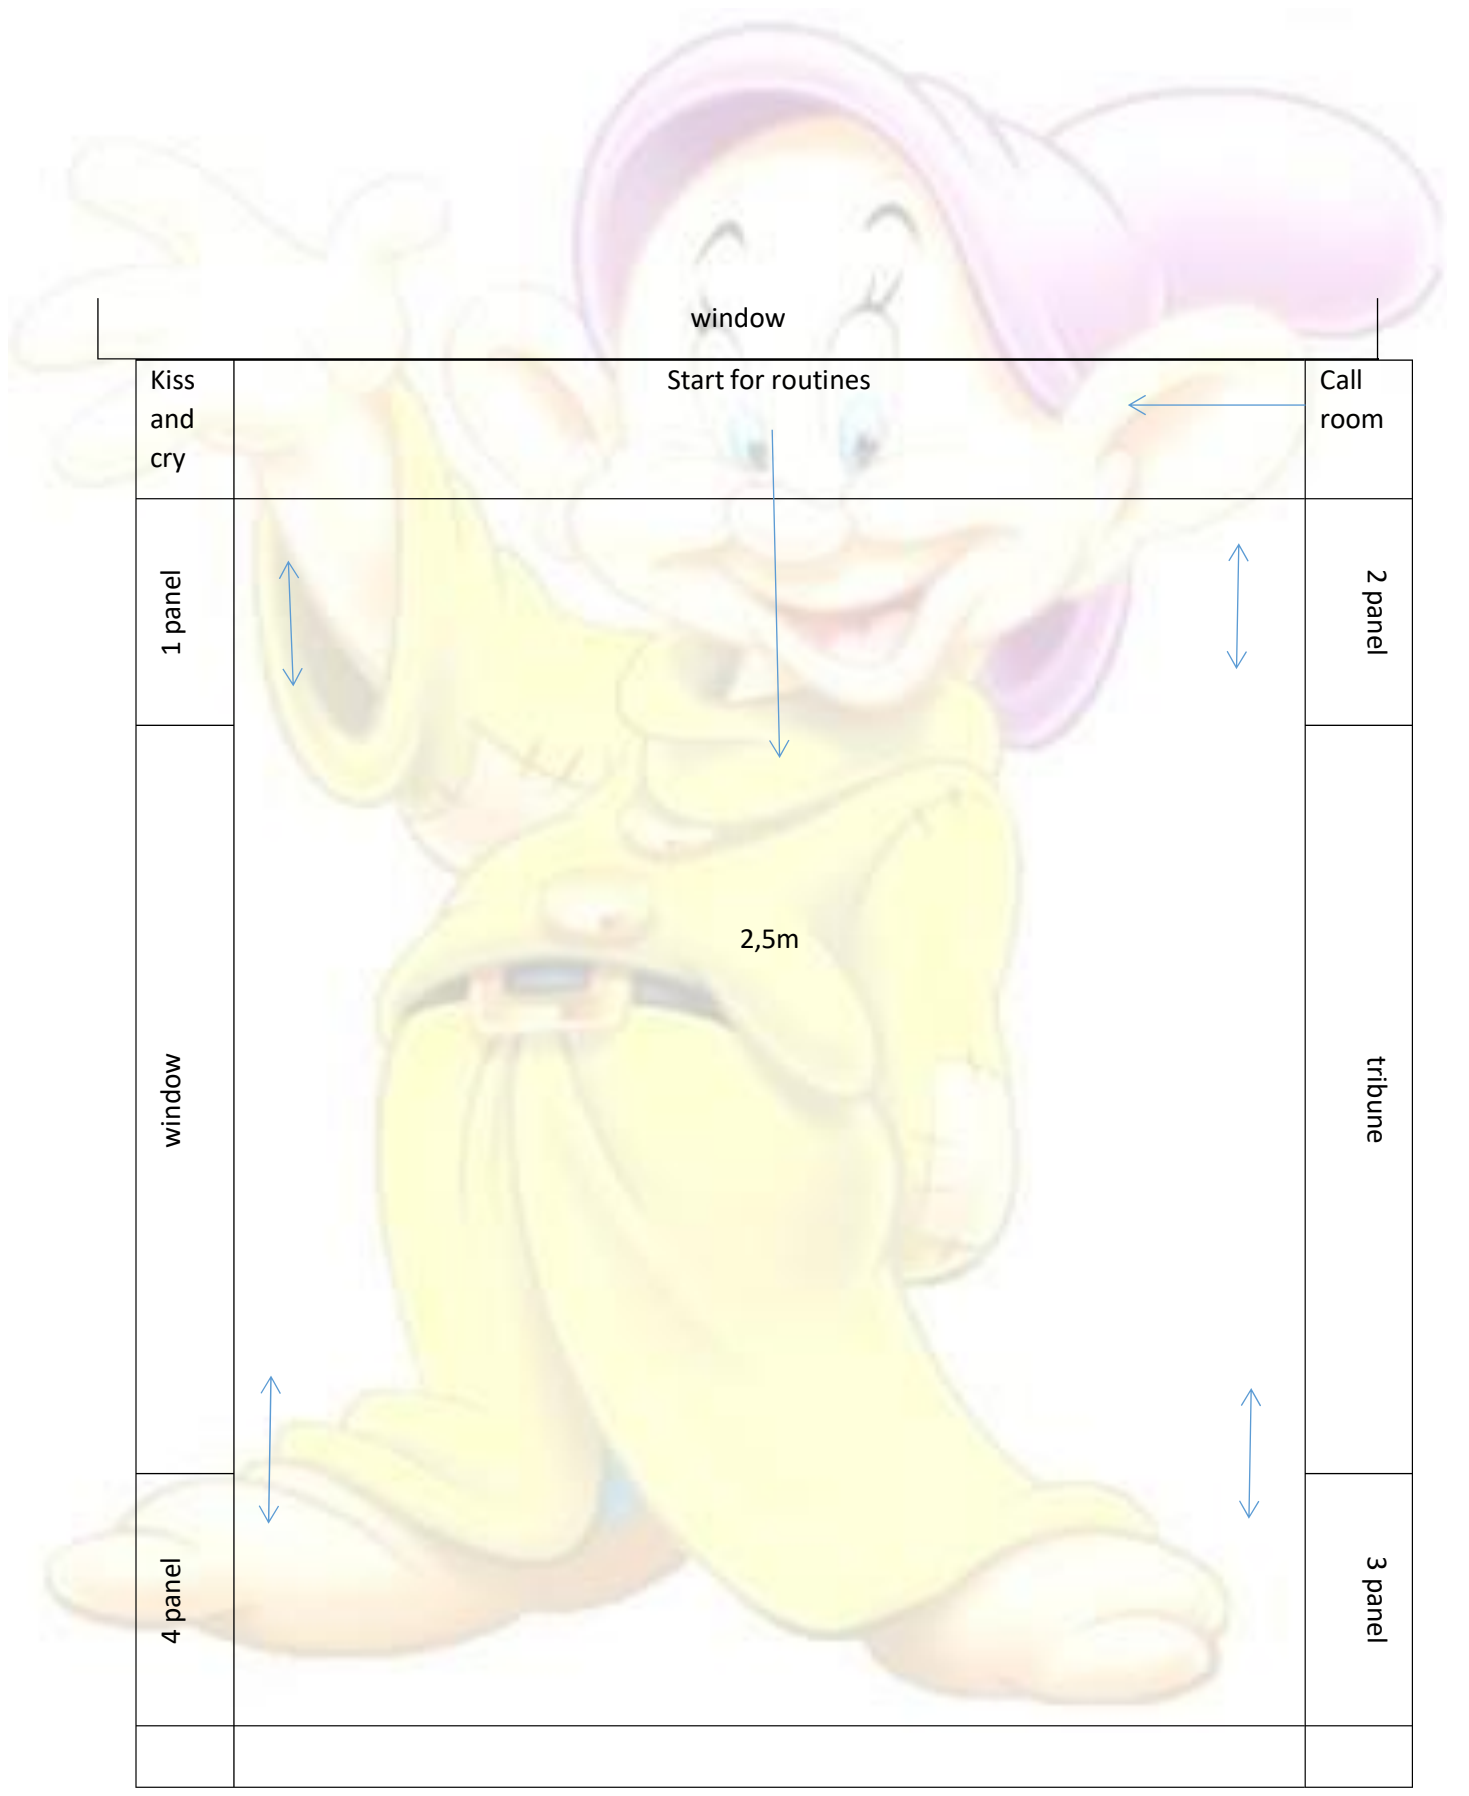 window
Kiss
and
cry
Start for routines
Call
room
1 panel
2 panel
2,5m
window
tribune
4 panel
3 panel